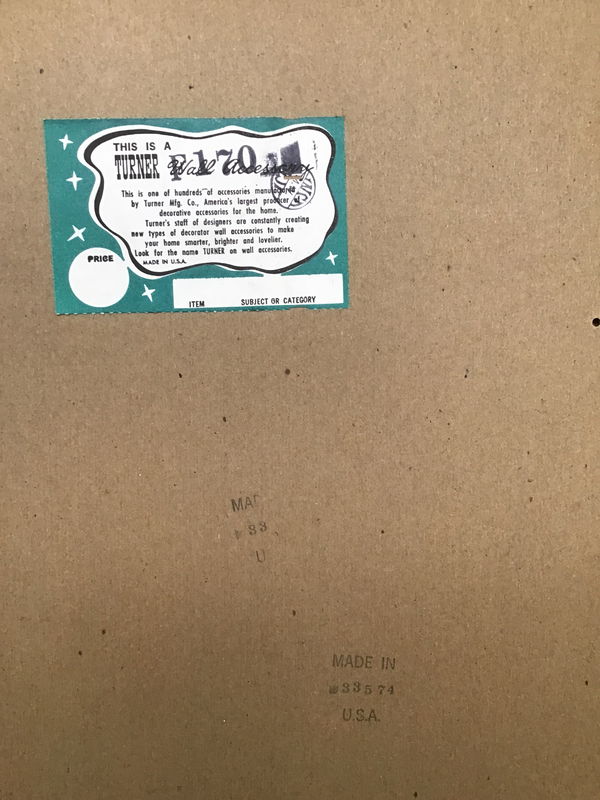 THIS IS A
TURNER Wall Accessory
F170
This is one of hundreds of accessories manufactured
by Turner Mfg. Co., America's largest producer of
decorative accessories for the home.
Turner's staff of designers are constantly creating
new types of decorator wall accessories to make
your home smarter, brighter and lovelier.
Look for the name TURNER on wall accessories.
MADE IN U.S.A.
PRICE
ITEM SUBJECT OR CATEGORY
MA
33
U
MADE IN
33574
U.S.A.